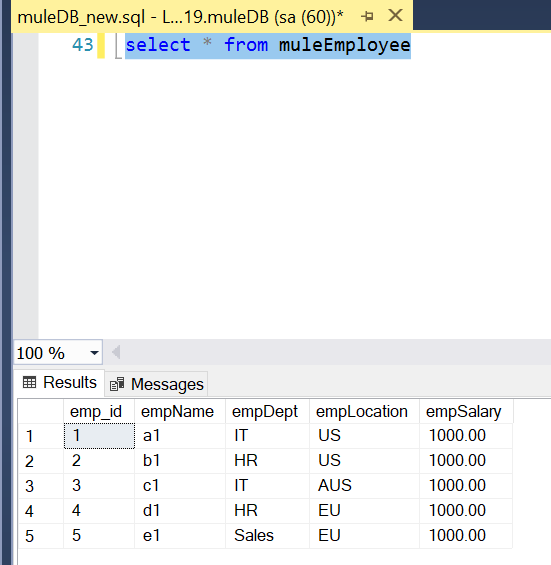 muleDB_new.sql - L...19.muleDB (sa (60))*
43 select * from muleEmployee
100 %
Results Messages
emp_id empName empDept empLocation empSalary
1 1 a1 IT US 1000.00
2 2 b1 HR US 1000.00
3 3 c1 IT AUS 1000.00
4 4 d1 HR EU 1000.00
5 5 e1 Sales EU 1000.00